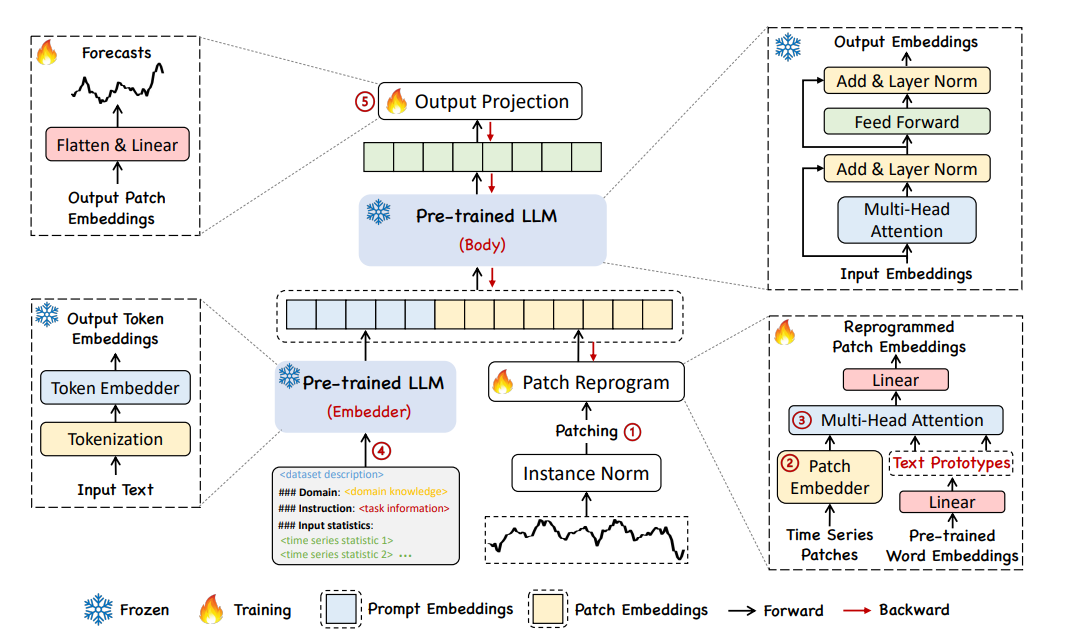 Forecasts
Flatten & Linear
Output Patch
Embeddings
⑤ Output Projection
Pre-trained LLM
(Body)
Output Embeddings
Add & Layer Norm
Feed Forward
Add & Layer Norm
Multi-Head
Attention
Input Embeddings
Output Token
Embeddings
Token Embedder
Tokenization
Input Text
Pre-trained LLM
(Embedder)
④
<dataset description>
### Domain: <domain knowledge>
### Instruction: <task information>
### Input statistics:
<time series statistic 1>
<time series statistic 2> ...
Patch Reprogram
Patching ①
Instance Norm
Reprogrammed
Patch Embeddings
Linear
③ Multi-Head Attention
② Patch
Embedder
Text Prototypes
Linear
Time Series
Patches
Pre-trained
Word Embeddings
Frozen
Training
Prompt Embeddings
Patch Embeddings
Forward
Backward